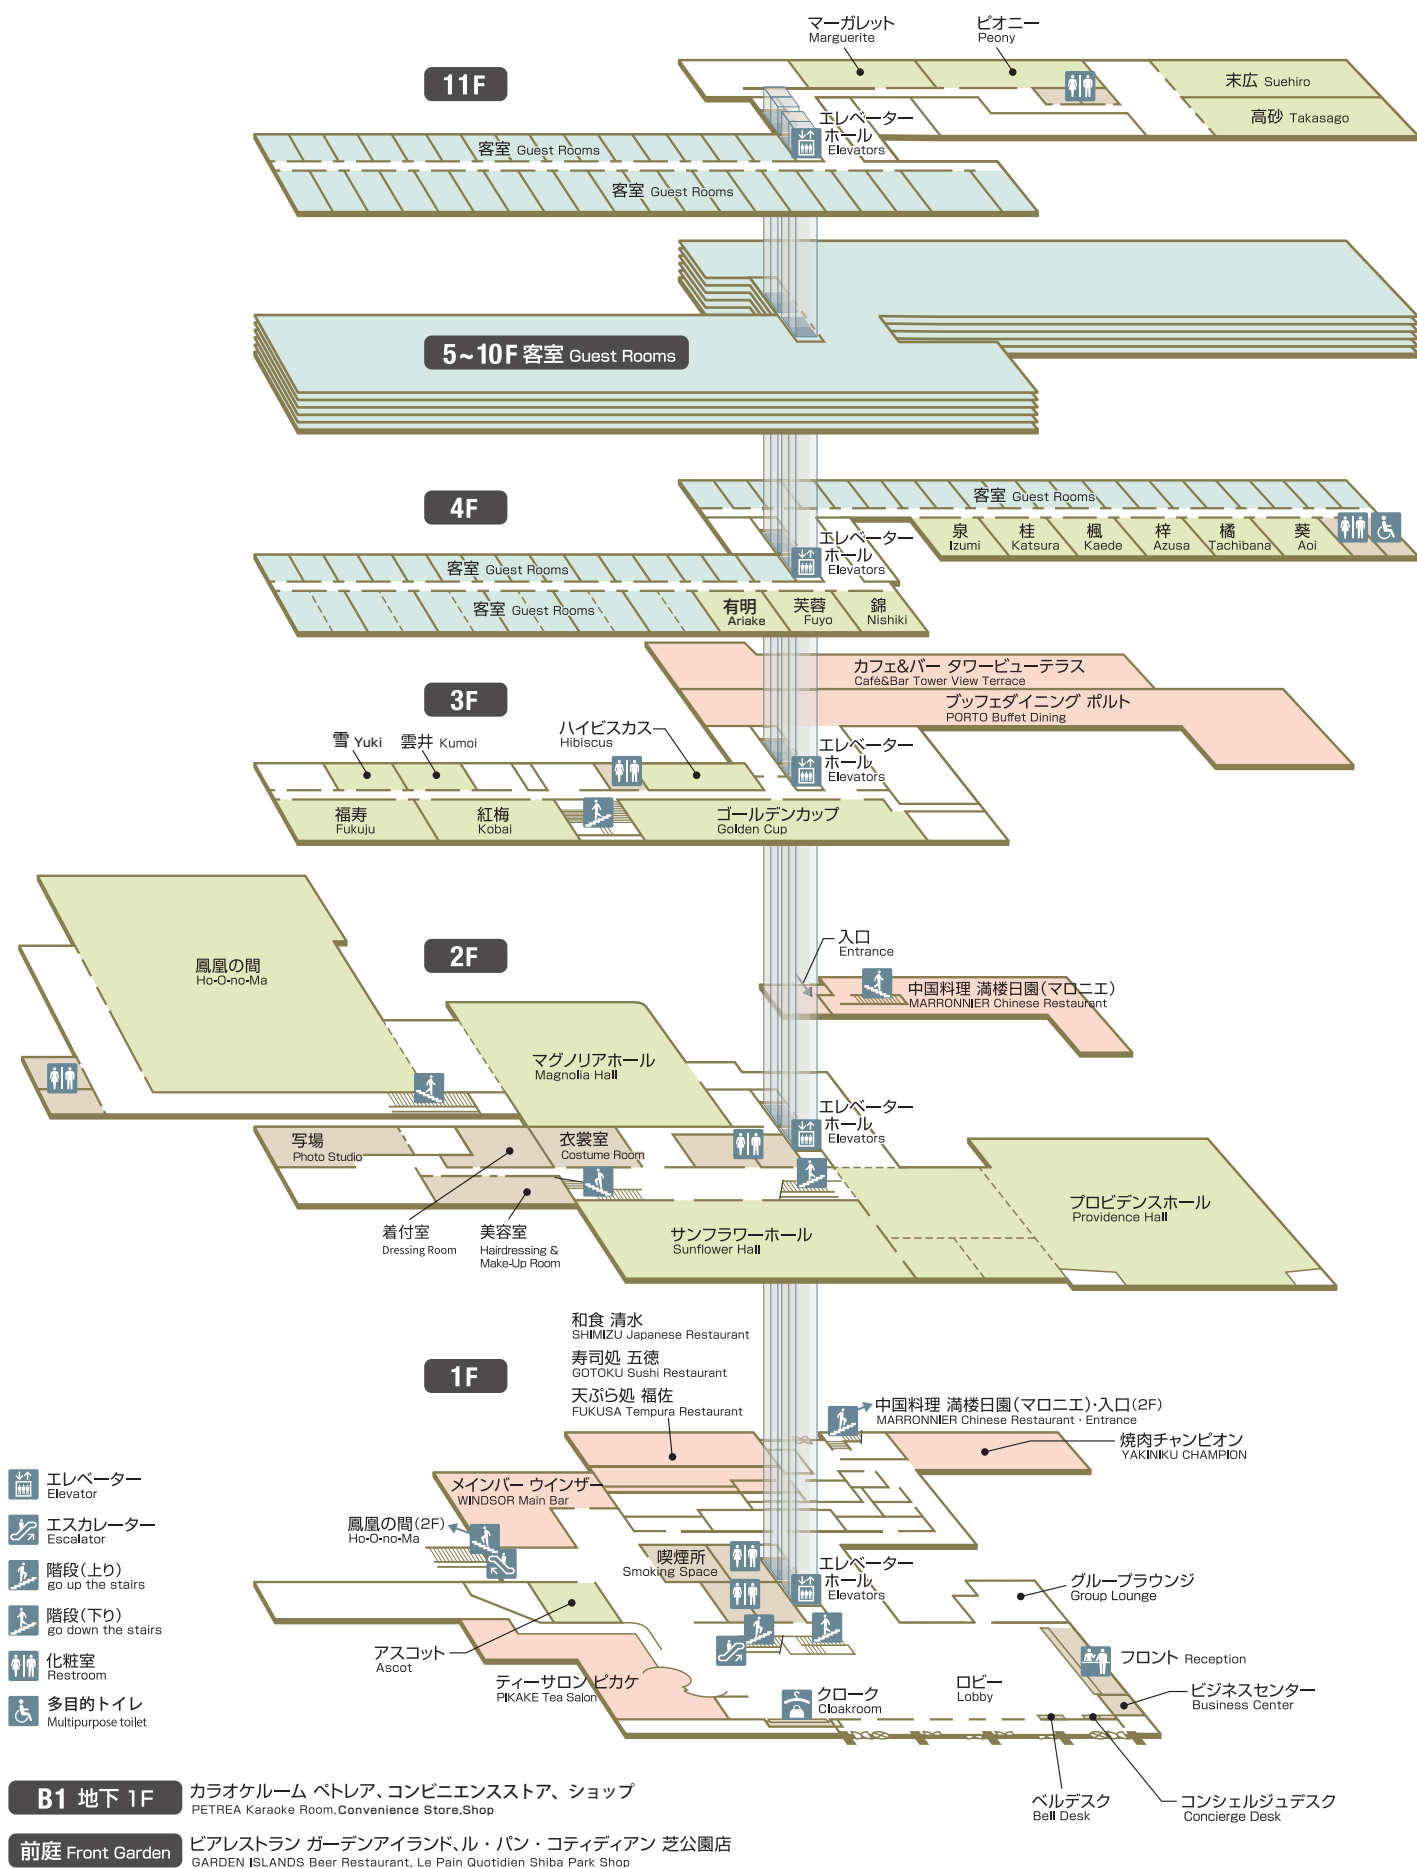 マーガレット
Marguerite
ピオニー
Peony
11F
末広 Suehiro
高砂 Takasago
エレベーター
ホール
Elevators
客室 Guest Rooms
客室 Guest Rooms
5~10F 客室 Guest Rooms
4F
客室 Guest Rooms
泉
Izumi
桂
Katsura
楓
Kaede
梓
Azusa
橘
Tachibana
葵
Aoi
エレベーター
ホール
Elevators
客室 Guest Rooms
客室 Guest Rooms
有明
Ariake
芙蓉
Fuyo
錦
Nishiki
3F
カフェ&バー タワービューテラス
Café&Bar Tower View Terrace
ブッフェダイニング ポルト
PORTO Buffet Dining
雪 Yuki
雲井 Kumoi
ハイビスカス
Hibiscus
エレベーター
ホール
Elevators
福寿
Fukuju
紅梅
Kobai
ゴールデンカップ
Golden Cup
2F
入口
Entrance
鳳凰の間
Ho-O-no-Ma
中国料理 満楼日園(マロニエ)
MARRONNIER Chinese Restaurant
マグノリアホール
Magnolia Hall
エレベーター
ホール
Elevators
写場
Photo Studio
衣裳室
Costume Room
着付室
Dressing Room
美容室
Hairdressing &
Make-Up Room
サンフラワーホール
Sunflower Hall
プロビデンスホール
Providence Hall
1F
和食 清水
SHIMIZU Japanese Restaurant
寿司処 五徳
GOTOKU Sushi Restaurant
天ぷら処 福佐
FUKUSA Tempura Restaurant
中国料理 満楼日園(マロニエ)・入口(2F)
MARRONNIER Chinese Restaurant・Entrance
焼肉チャンピオン
YAKINIKU CHAMPION
メインバー ウインザー
WINDSOR Main Bar
鳳凰の間(2F)
Ho-O-no-Ma
喫煙所
Smoking Space
エレベーター
ホール
Elevators
グループラウンジ
Group Lounge
アスコット
Ascot
ティーサロン ピカケ
PIKAKE Tea Salon
クローク
Cloakroom
ロビー
Lobby
フロント Reception
ビジネスセンター
Business Center
ベルデスク
Bell Desk
コンシェルジュデスク
Concierge Desk
エレベーター
Elevator
エスカレーター
Escalator
階段(上り)
go up the stairs
階段(下り)
go down the stairs
化粧室
Restroom
多目的トイレ
Multipurpose toilet
B1 地下 1F
カラオケルーム ペトレア、コンビニエンスストア、ショップ
PETREA Karaoke Room,Convenience Store,Shop
前庭 Front Garden
ビアレストラン ガーデンアイランド、ル・パン・コティディアン 芝公園店
GARDEN ISLANDS Beer Restaurant, Le Pain Quotidien Shiba Park Shop